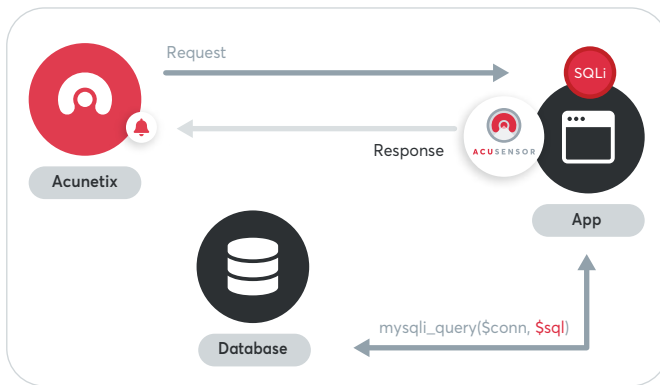 Request
SQLi
Response
ACUSENSOR
Acunetix
App
mysqli_query($conn, $sql)
Database